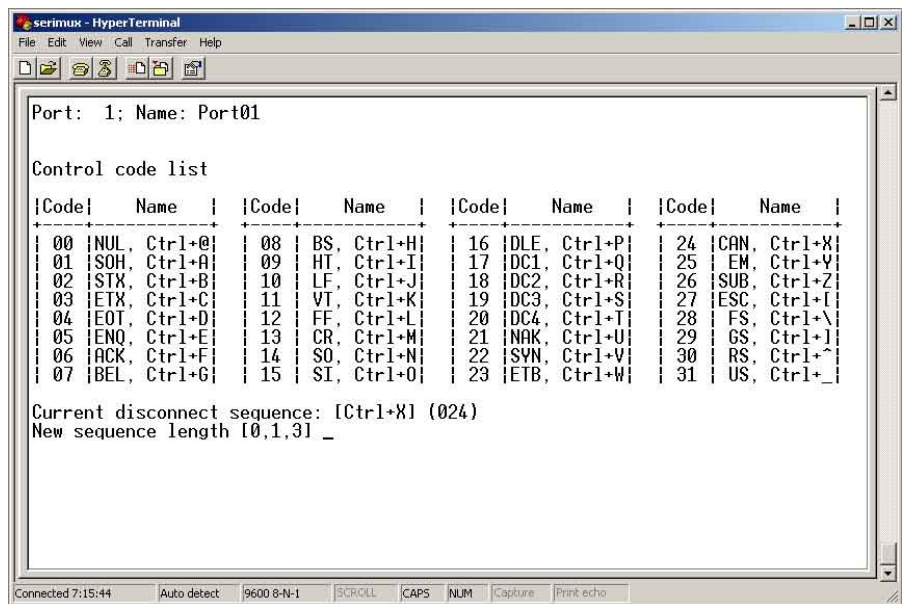 serimux - HyperTerminal
File Edit View Call Transfer Help
Port:  1; Name: Port01
Control code list
|Code|    Name    |  |Code|    Name    |  |Code|    Name    |  |Code|    Name    |
+----+------------+  +----+------------+  +----+------------+  +----+------------+
| 00 |NUL, Ctrl+@|  | 08 | BS, Ctrl+H|  | 16 |DLE, Ctrl+P|  | 24 |CAN, Ctrl+X|
| 01 |SOH, Ctrl+A|  | 09 | HT, Ctrl+I|  | 17 |DC1, Ctrl+Q|  | 25 | EM, Ctrl+Y|
| 02 |STX, Ctrl+B|  | 10 | LF, Ctrl+J|  | 18 |DC2, Ctrl+R|  | 26 |SUB, Ctrl+Z|
| 03 |ETX, Ctrl+C|  | 11 | VT, Ctrl+K|  | 19 |DC3, Ctrl+S|  | 27 |ESC, Ctrl+[|
| 04 |EOT, Ctrl+D|  | 12 | FF, Ctrl+L|  | 20 |DC4, Ctrl+T|  | 28 | FS, Ctrl+\|
| 05 |ENQ, Ctrl+E|  | 13 | CR, Ctrl+M|  | 21 |NAK, Ctrl+U|  | 29 | GS, Ctrl+]|
| 06 |ACK, Ctrl+F|  | 14 | SO, Ctrl+N|  | 22 |SYN, Ctrl+V|  | 30 | RS, Ctrl+^|
| 07 |BEL, Ctrl+G|  | 15 | SI, Ctrl+O|  | 23 |ETB, Ctrl+W|  | 31 | US, Ctrl+_|
Current disconnect sequence: [Ctrl+X] (024)
New sequence length [0,1,3] _
Connected 7:15:44 Auto detect 9600 8-N-1 SCROLL CAPS NUM Capture Print echo